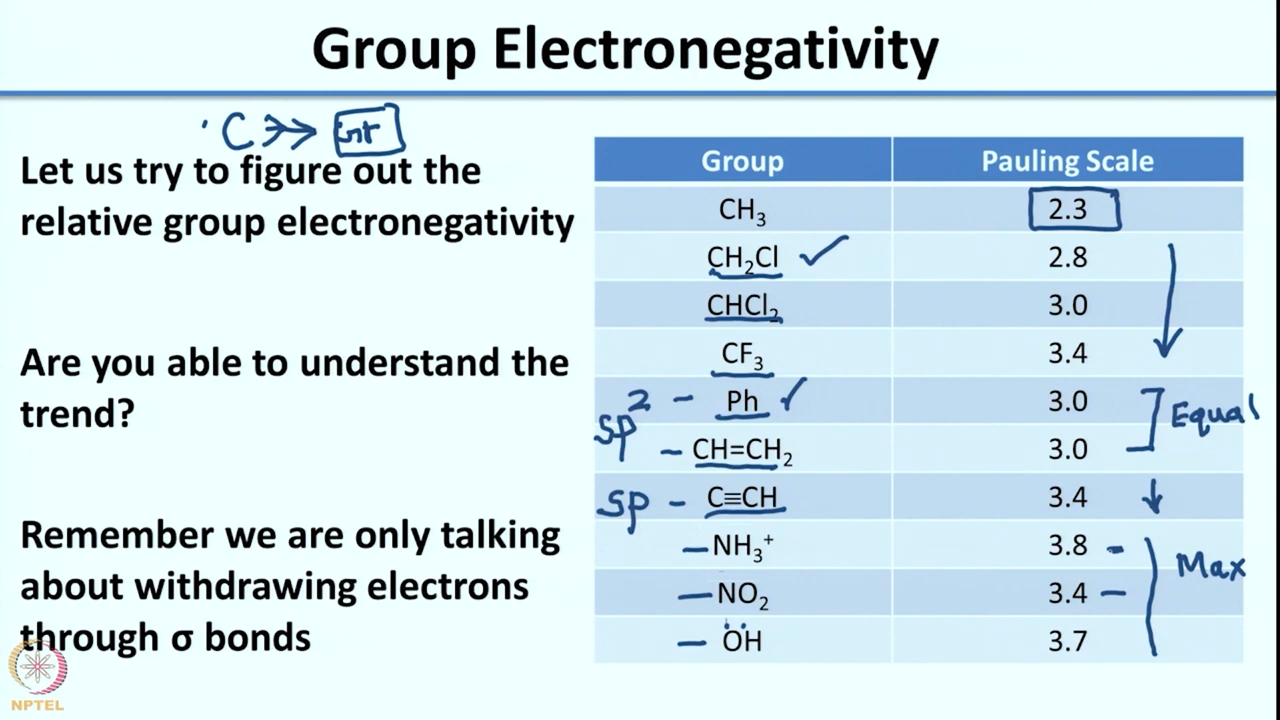 Group Electronegativity
C
Let us try to figure out the
relative group electronegativity
Are you able to understand the
trend?
Remember we are only talking
about withdrawing electrons
through σ bonds
Group Pauling Scale
CH₃ 2.3
CH₂Cl 2.8
CHCl₂ 3.0
CF₃ 3.4
sp² Ph 3.0 Equal
CH=CH₂ 3.0
sp C≡CH 3.4
NH₃⁺ 3.8 Max
NO₂ 3.4
OH 3.7
NPTEL